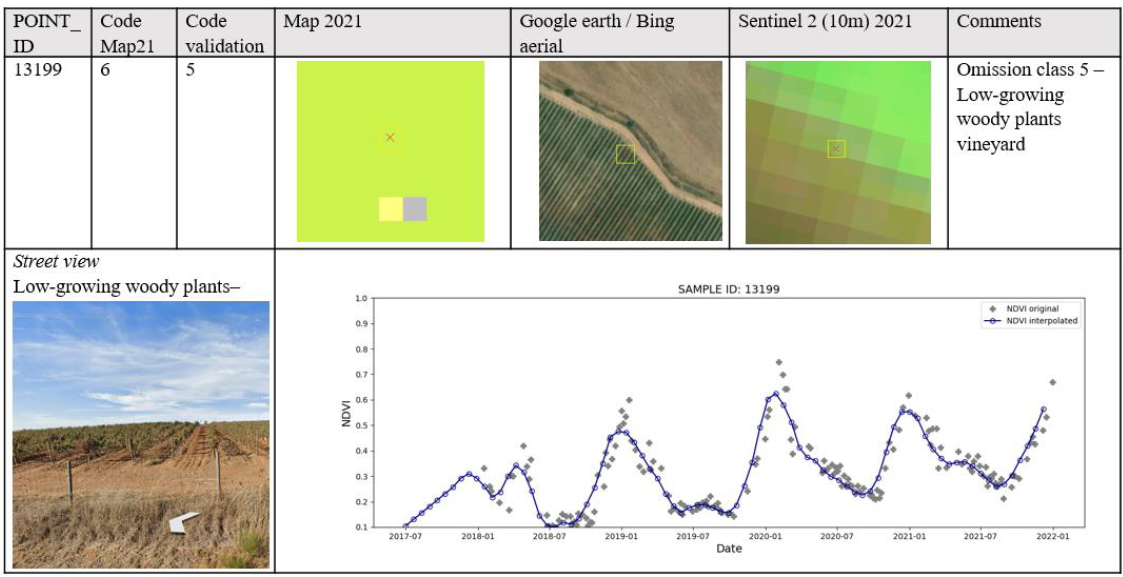 POINT_ Code Code Map 2021 Google earth / Bing Sentinel 2 (10m) 2021 Comments
ID Map21 validation aerial
13199 6 5 Omission class 5 –
Low-growing
woody plants
vineyard
Street view
Low-growing woody plants–
SAMPLE ID: 13199
NDVI original
NDVI interpolated
1.0
0.9
0.8
0.7
0.6
0.5
0.4
0.3
0.2
0.1
NDVI
2017-07 2018-01 2018-07 2019-01 2019-07 2020-01 2020-07 2021-01 2021-07 2022-01
Date